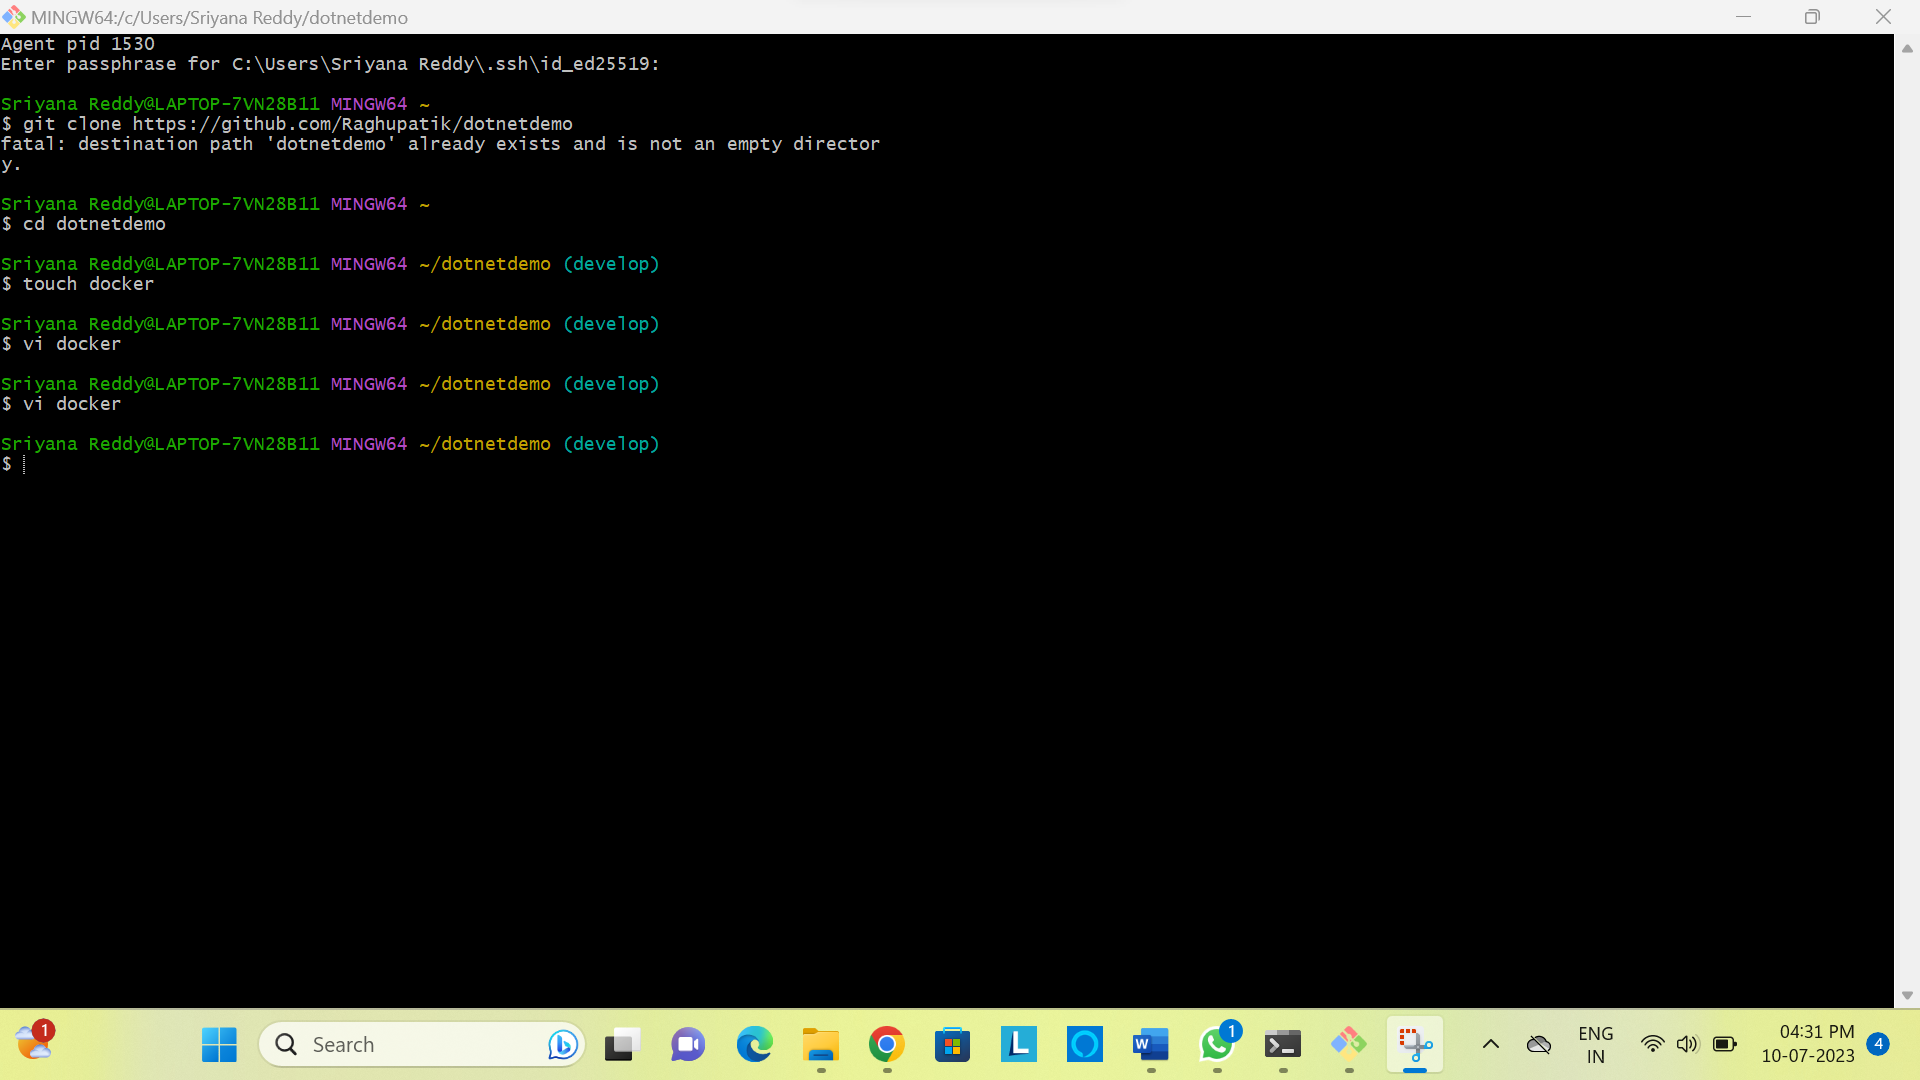 MINGW64:/c/Users/Sriyana Reddy/dotnetdemo
Agent pid 1530
Enter passphrase for C:\Users\Sriyana Reddy\.ssh\id_ed25519:
Sriyana Reddy@LAPTOP-7VN28B11 MINGW64 ~
$ git clone https://github.com/Raghupatik/dotnetdemo
fatal: destination path 'dotnetdemo' already exists and is not an empty director
y.
Sriyana Reddy@LAPTOP-7VN28B11 MINGW64 ~
$ cd dotnetdemo
Sriyana Reddy@LAPTOP-7VN28B11 MINGW64 ~/dotnetdemo (develop)
$ touch docker
Sriyana Reddy@LAPTOP-7VN28B11 MINGW64 ~/dotnetdemo (develop)
$ vi docker
Sriyana Reddy@LAPTOP-7VN28B11 MINGW64 ~/dotnetdemo (develop)
$ vi docker
Sriyana Reddy@LAPTOP-7VN28B11 MINGW64 ~/dotnetdemo (develop)
$
1
Search
L
W
1
ENG
IN
04:31 PM
10-07-2023
4